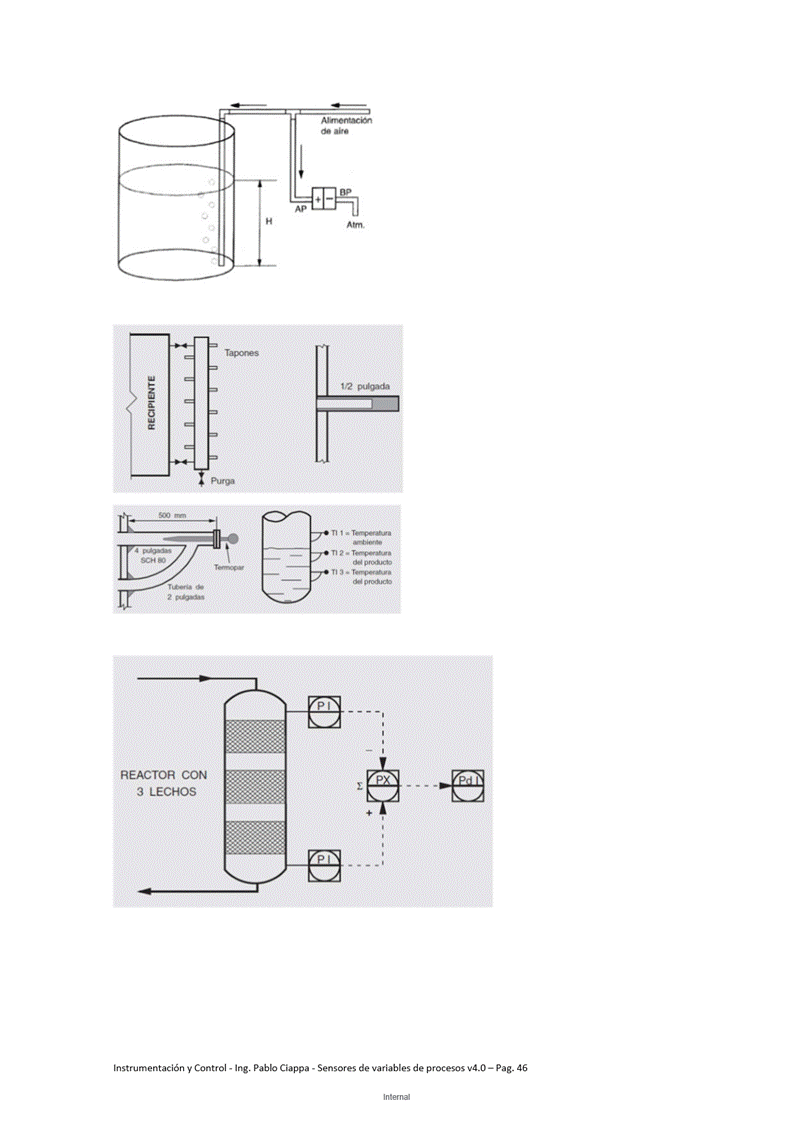 Alimentación
de aire
BP
+
−
AP
Atm.
H
Tapones
RECIPIENTE
1/2 pulgada
Purga
500 mm
4 pulgadas
SCH 80
Termopar
Tubería de
2 pulgadas
TI 1 = Temperatura
ambiente
TI 2 = Temperatura
del producto
TI 3 = Temperatura
del producto
P I
−
REACTOR CON
3 LECHOS
Σ
PX
Pd I
+
P I
Instrumentación y Control - Ing. Pablo Ciappa - Sensores de variables de procesos v4.0 – Pag. 46
Internal